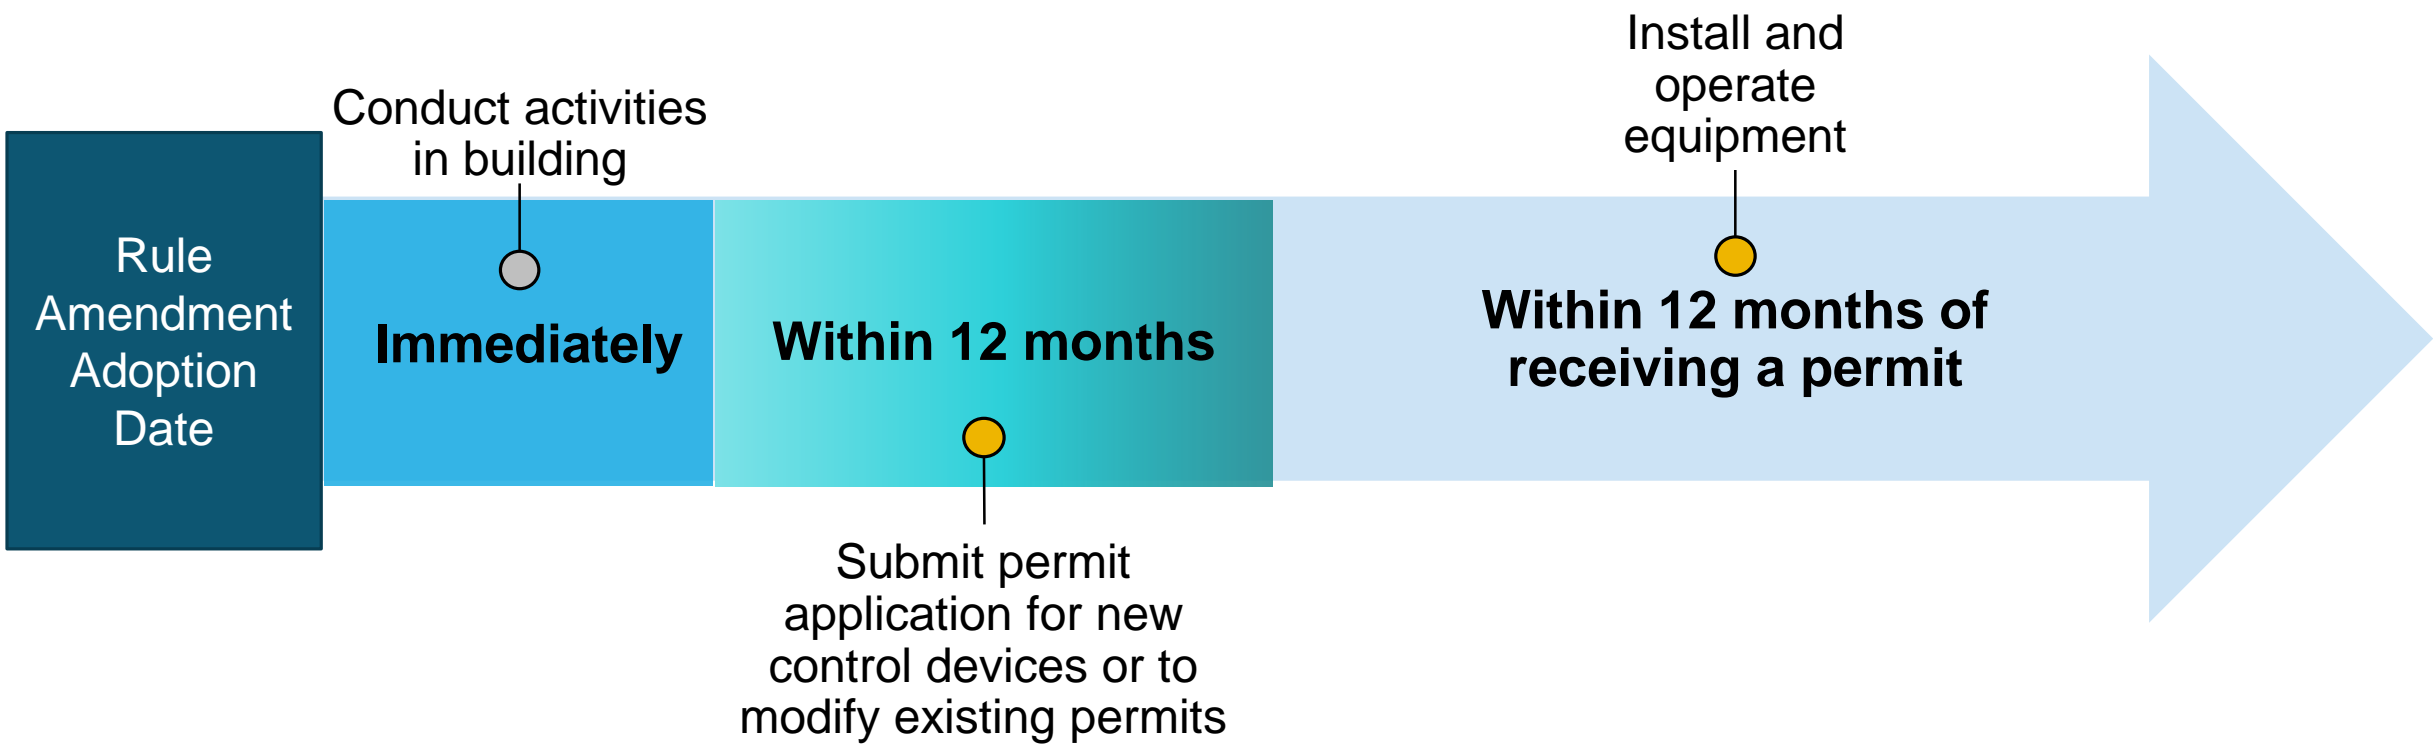 Rule
Amendment
Adoption
Date
Conduct activities
in building
Immediately
Within 12 months
Submit permit
application for new
control devices or to
modify existing permits
Install and
operate
equipment
Within 12 months of
receiving a permit